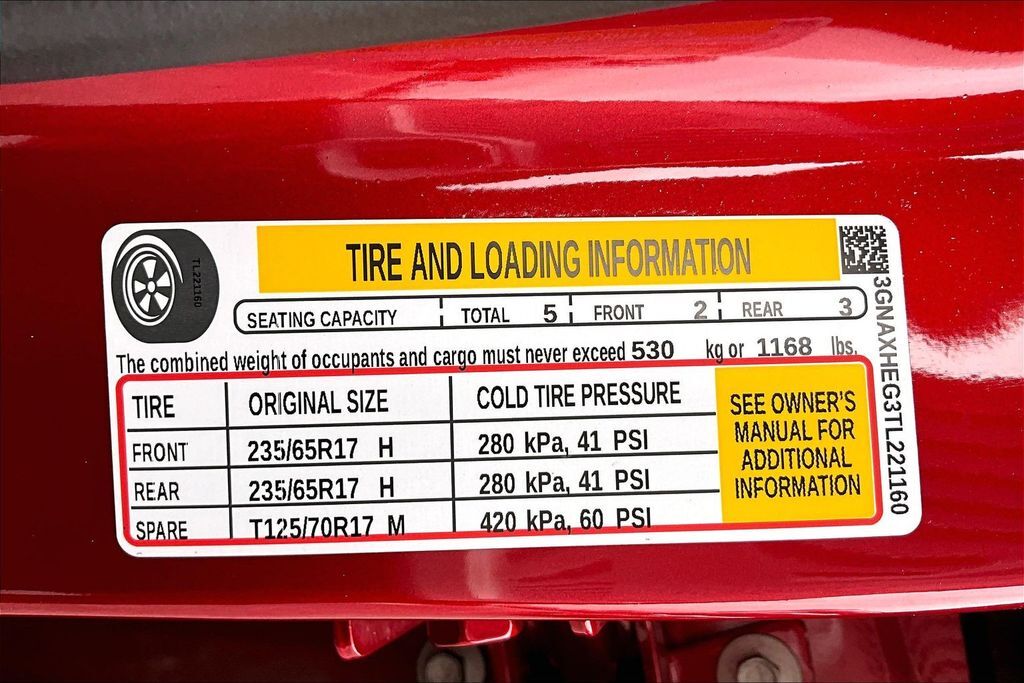 TIRE AND LOADING INFORMATION
TL221160
SEATING CAPACITY TOTAL 5 FRONT 2 REAR 3
The combined weight of occupants and cargo must never exceed 530 kg or 1168 lbs.
TIRE ORIGINAL SIZE COLD TIRE PRESSURE
FRONT 235/65R17 H 280 kPa, 41 PSI
REAR 235/65R17 H 280 kPa, 41 PSI
SPARE T125/70R17 M 420 kPa, 60 PSI
SEE OWNER'S
MANUAL FOR
ADDITIONAL
INFORMATION
3GNAXHEG3TL221160